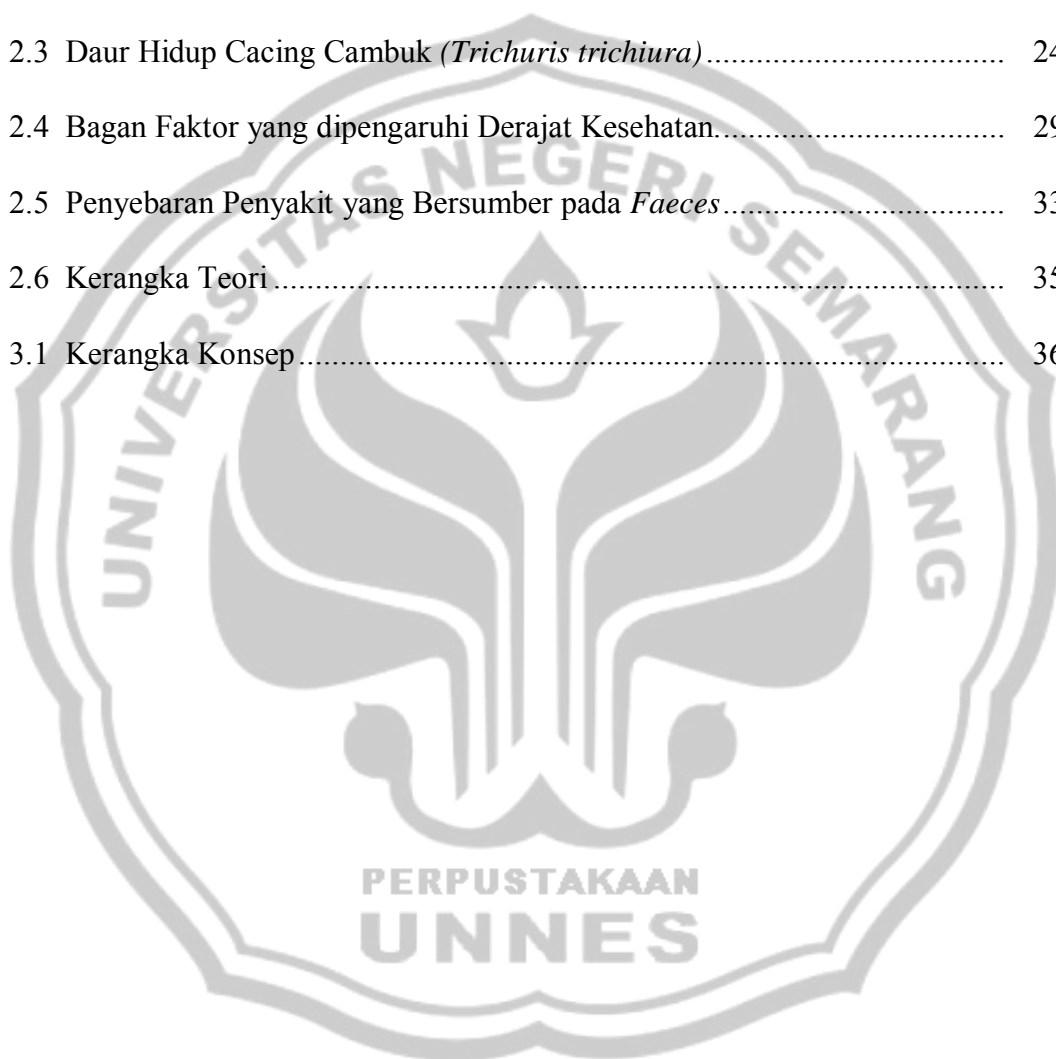 2.3 Daur Hidup Cacing Cambuk (Trichuris trichiura) .................................. 24
2.4 Bagan Faktor yang dipengaruhi Derajat Kesehatan.................................. 29
2.5 Penyebaran Penyakit yang Bersumber pada Faeces.................................. 33
2.6 Kerangka Teori .................................................................................... 35
3.1 Kerangka Konsep ................................................................................. 36
UNIVERSITAS NEGERI SEMARANG
PERPUSTAKAAN
UNNES